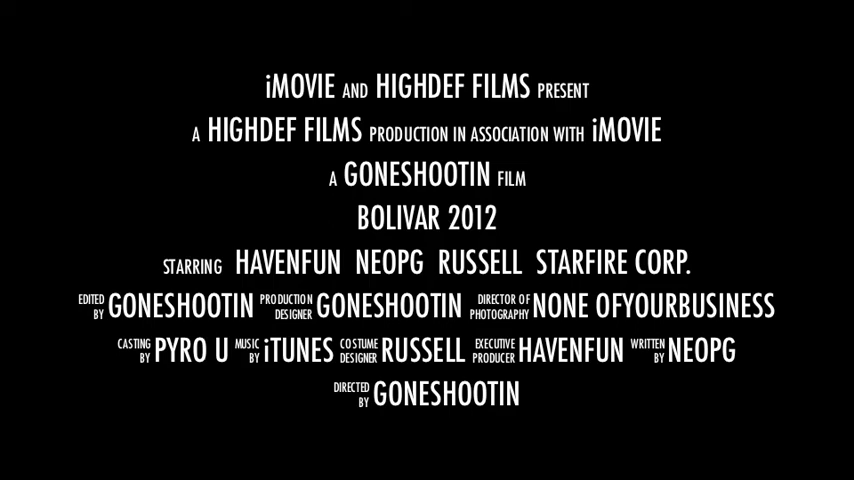 iMOVIE AND HIGHDEF FILMS PRESENT
A HIGHDEF FILMS PRODUCTION IN ASSOCIATION WITH iMOVIE
A GONESHOOTIN FILM
BOLIVAR 2012
STARRING HAVENFUN NEOPG RUSSELL STARFIRE CORP.
EDITED BY GONESHOOTIN PRODUCTION DESIGNER GONESHOOTIN DIRECTOR OF PHOTOGRAPHY NONE OFYOURBUSINESS
CASTING BY PYRO U MUSIC BY iTUNES COSTUME DESIGNER RUSSELL EXECUTIVE PRODUCER HAVENFUN WRITTEN BY NEOPG
DIRECTED BY GONESHOOTIN